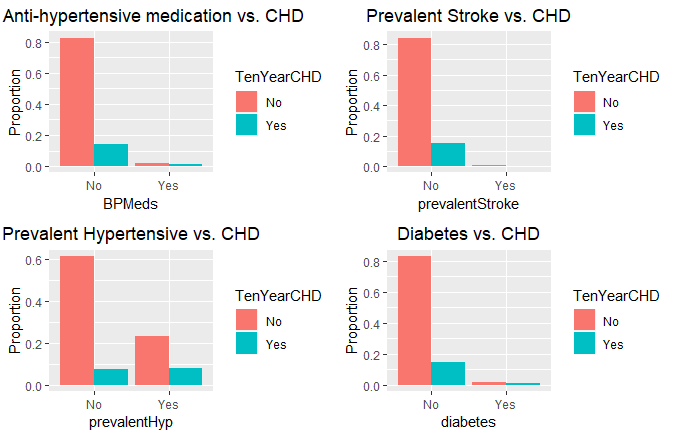 Anti-hypertensive medication vs. CHD
Proportion
0.8
0.6
0.4
0.2
0.0
No
Yes
BPMeds
TenYearCHD
No
Yes
Prevalent Stroke vs. CHD
Proportion
0.8
0.6
0.4
0.2
0.0
No
Yes
prevalentStroke
TenYearCHD
No
Yes
Prevalent Hypertensive vs. CHD
Proportion
0.6
0.4
0.2
0.0
No
Yes
prevalentHyp
TenYearCHD
No
Yes
Diabetes vs. CHD
Proportion
0.8
0.6
0.4
0.2
0.0
No
Yes
diabetes
TenYearCHD
No
Yes